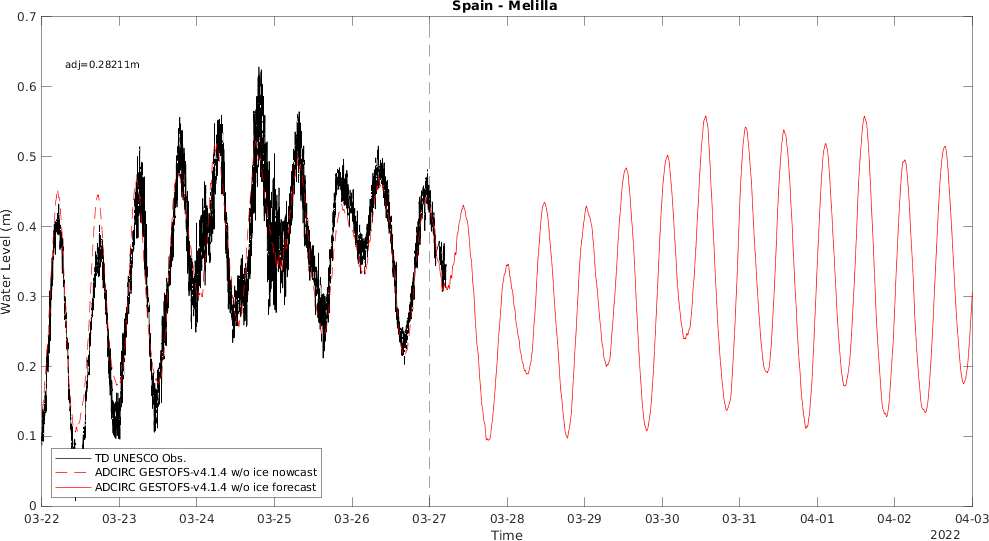 Spain - Melilla
adj=0.28211m
Water Level (m)
0.7
0.6
0.5
0.4
0.3
0.2
0.1
0
TD UNESCO Obs.
ADCIRC GESTOFS-v4.1.4 w/o ice nowcast
ADCIRC GESTOFS-v4.1.4 w/o ice forecast
03-22 03-23 03-24 03-25 03-26 03-27 03-28 03-29 03-30 03-31 04-01 04-02 04-03
Time
2022